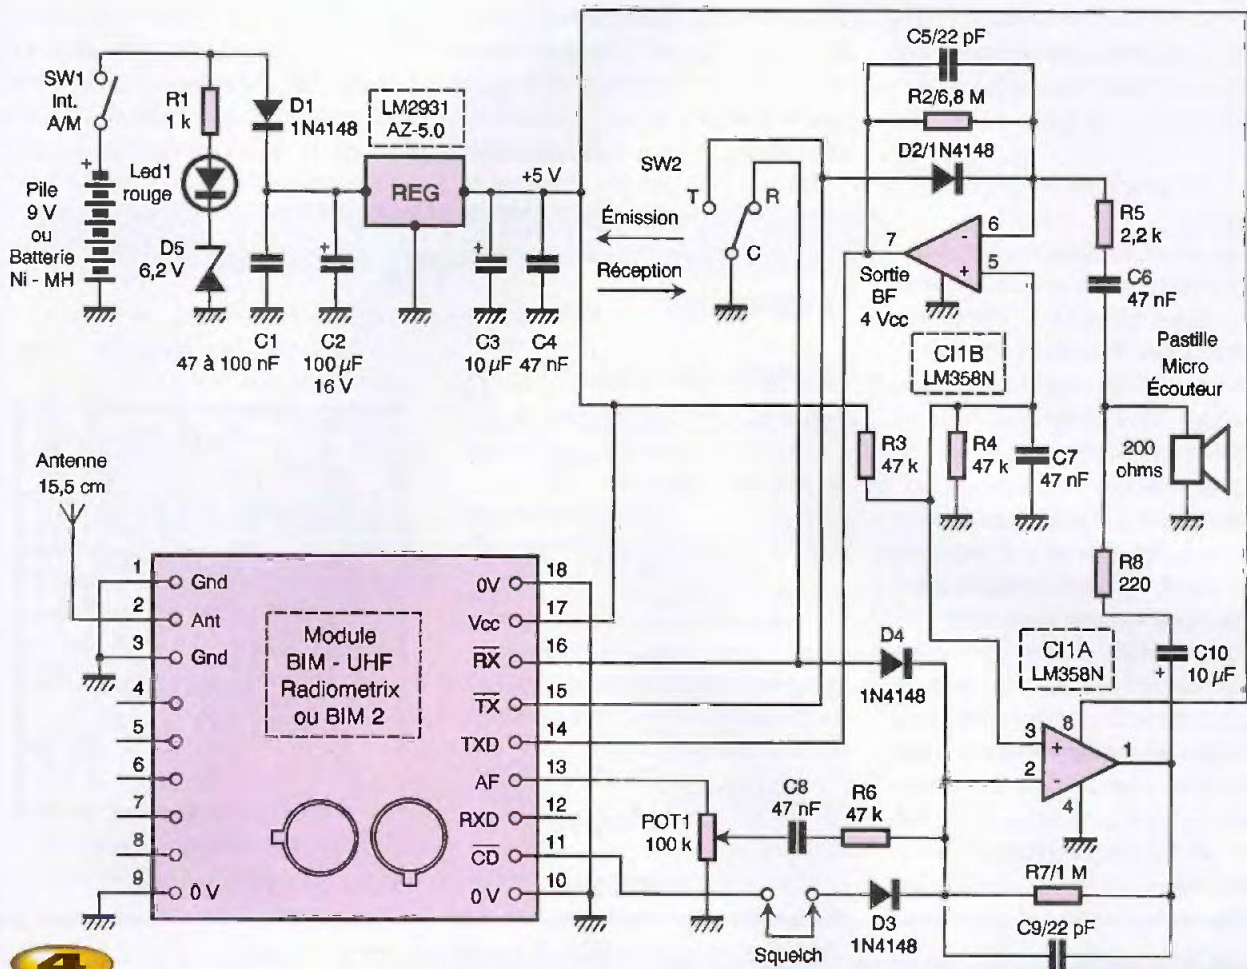 SW1
Int.
A/M
Pile
9 V
ou
Batterie
Ni - MH
+
R1
1 k
Led1
rouge
D5
6,2 V
D1
1N4148
LM2931
AZ-5.0
REG
+5 V
C1
47 à 100 nF
+
C2
100 µF
16 V
+
C3
10 µF
C4
47 nF
SW2
T
R
C
Émission
Réception
C5/22 pF
R2/6,8 M
D2/1N4148
7
6
-
5
+
Sortie
BF
4 Vcc
CI1B
LM358N
R5
2,2 k
C6
47 nF
Pastille
Micro
Écouteur
200
ohms
R3
47 k
R4
47 k
C7
47 nF
R8
220
C10
10 µF
+
Antenne
15,5 cm
1 Gnd
2 Ant
3 Gnd
4
5
6
7
8
9 0 V
Module
BIM - UHF
Radiometrix
ou BIM 2
0V 18
Vcc 17
RX 16
TX 15
TXD 14
AF 13
RXD 12
CD 11
0 V 10
D4
1N4148
CI1A
LM358N
3
+
8
2
-
4
1
POT1
100 k
C8
47 nF
R6
47 k
Squelch
D3
1N4148
R7/1 M
C9/22 pF
4